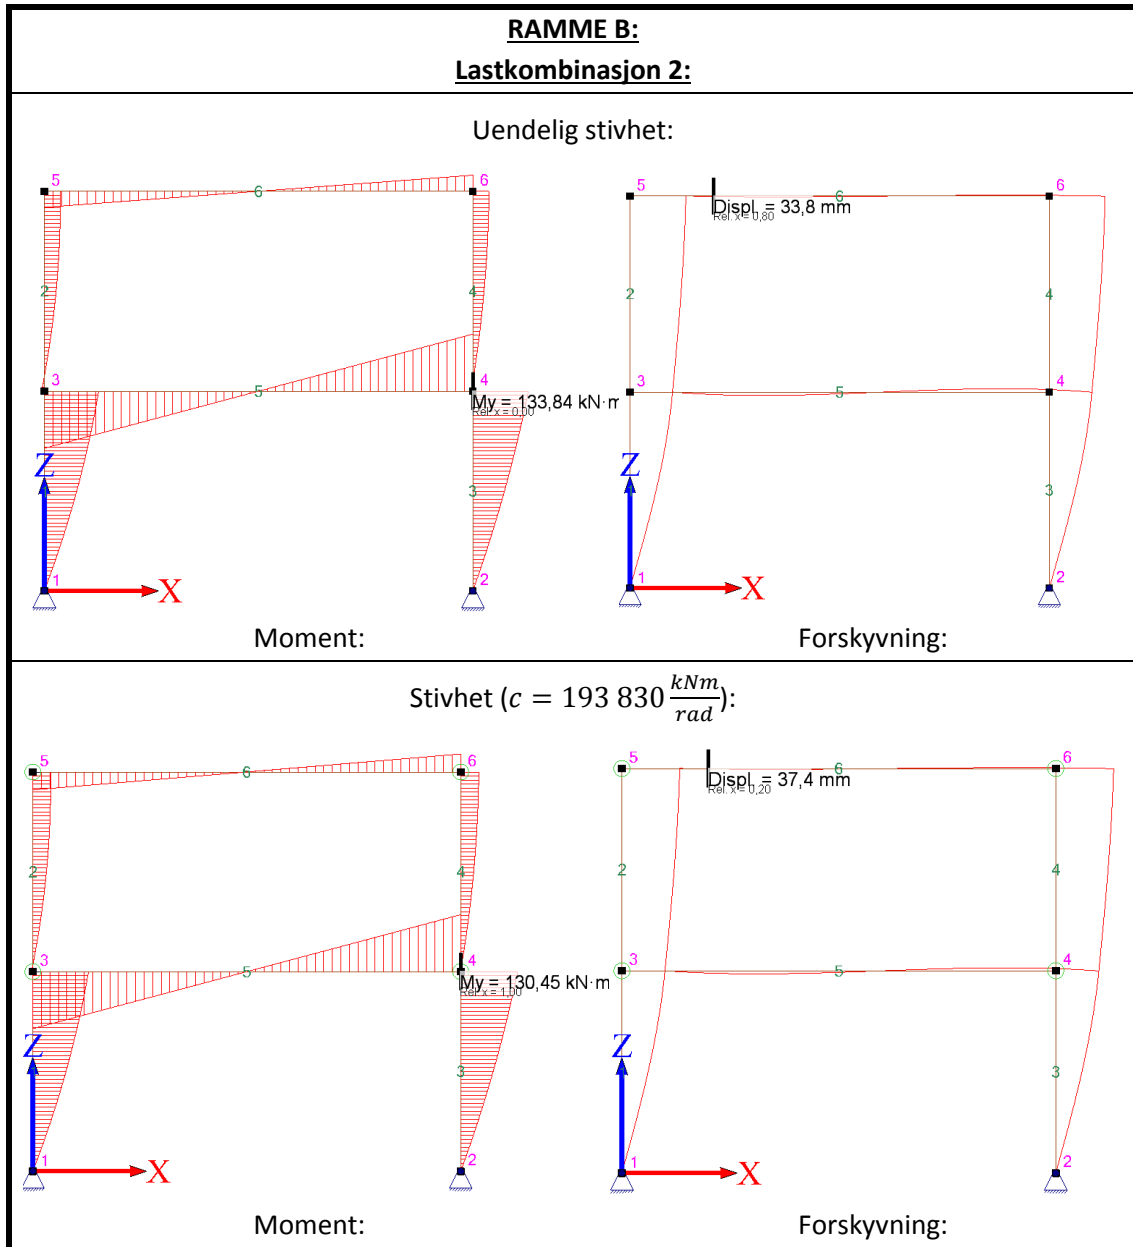 RAMME B:
Lastkombinasjon 2:
Uendelig stivhet:
5
6
6
2
4
3
5
4
My = 133,84 kN·m
Rel. x = 0,00
Z
3
1
X
2
Moment:
5
6
6
Displ. = 33,8 mm
Rel. x = 0,80
2
4
3
5
4
Z
3
1
X
2
Forskyvning:
Stivhet (c = 193 830 kNm/rad):
5
6
6
2
4
3
5
4
My = 130,45 kN·m
Rel. x = 1,00
Z
3
1
X
2
Moment:
5
6
6
Displ. = 37,4 mm
Rel. x = 0,20
2
4
3
5
4
Z
3
1
X
2
Forskyvning: